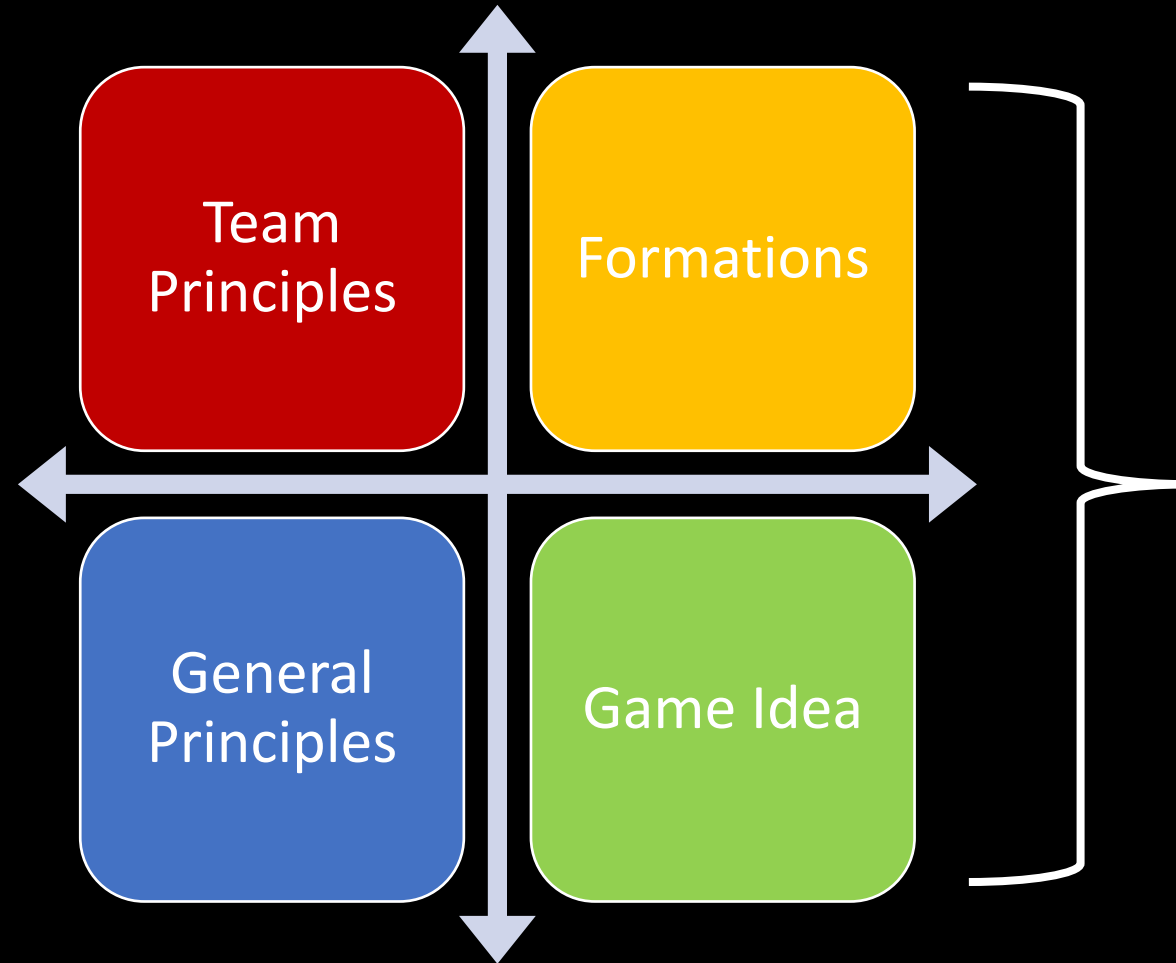 Team
Principles
Formations
General
Principles
Game Idea